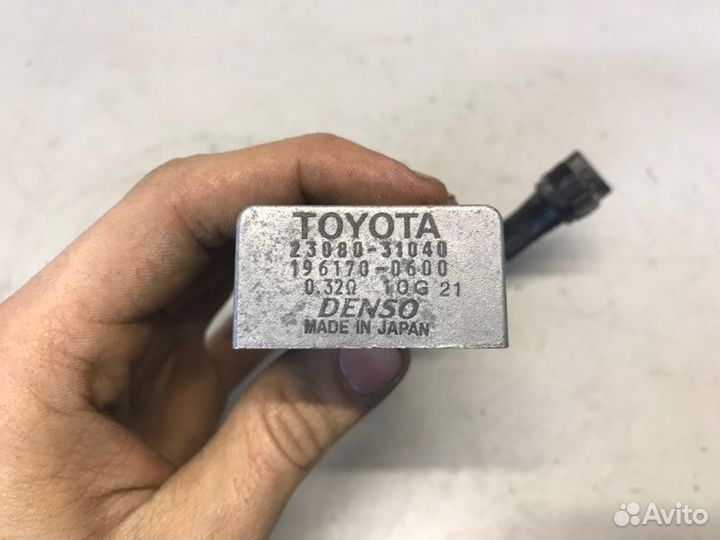 TOYOTA
23080-31040
196170-0600
0.32Ω 10G 21
DENSO
MADE IN JAPAN
Avito